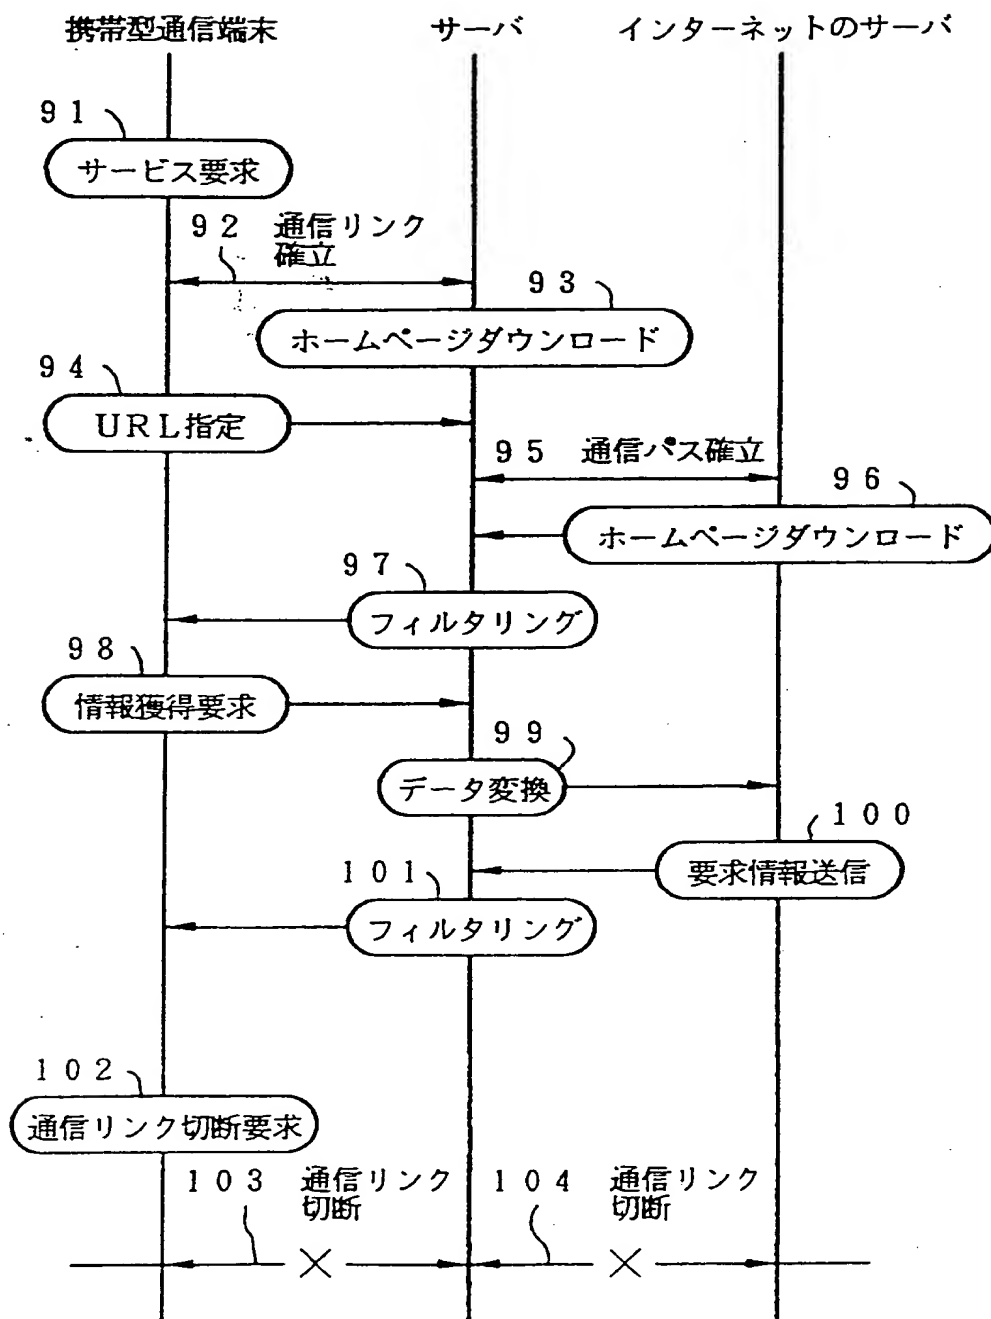 携帯型通信端末 サーバ インターネットのサーバ
91
サービス要求
92 通信リンク
確立
93
ホームページダウンロード
94
URL指定
95 通信パス確立
96
ホームページダウンロード
97
フィルタリング
98
情報獲得要求
99
データ変換
100
要求情報送信
101
フィルタリング
102
通信リンク切断要求
103 通信リンク
切断
104 通信リンク
切断